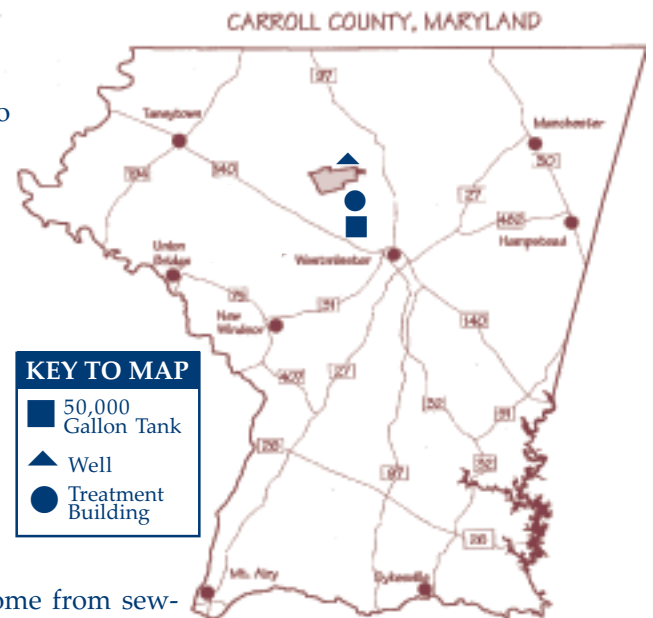 CARROLL COUNTY, MARYLAND
97
Taneytown
Manchester
30
194
140
27
482
Hampstead
Union
Bridge
Westminster
75
31
New
Windsor
140
KEY TO MAP
50,000
Gallon Tank
Well
Treatment
Building
407
27
32
91
26
97
32
26
Mt. Airy
Sykesville
ome from sew-